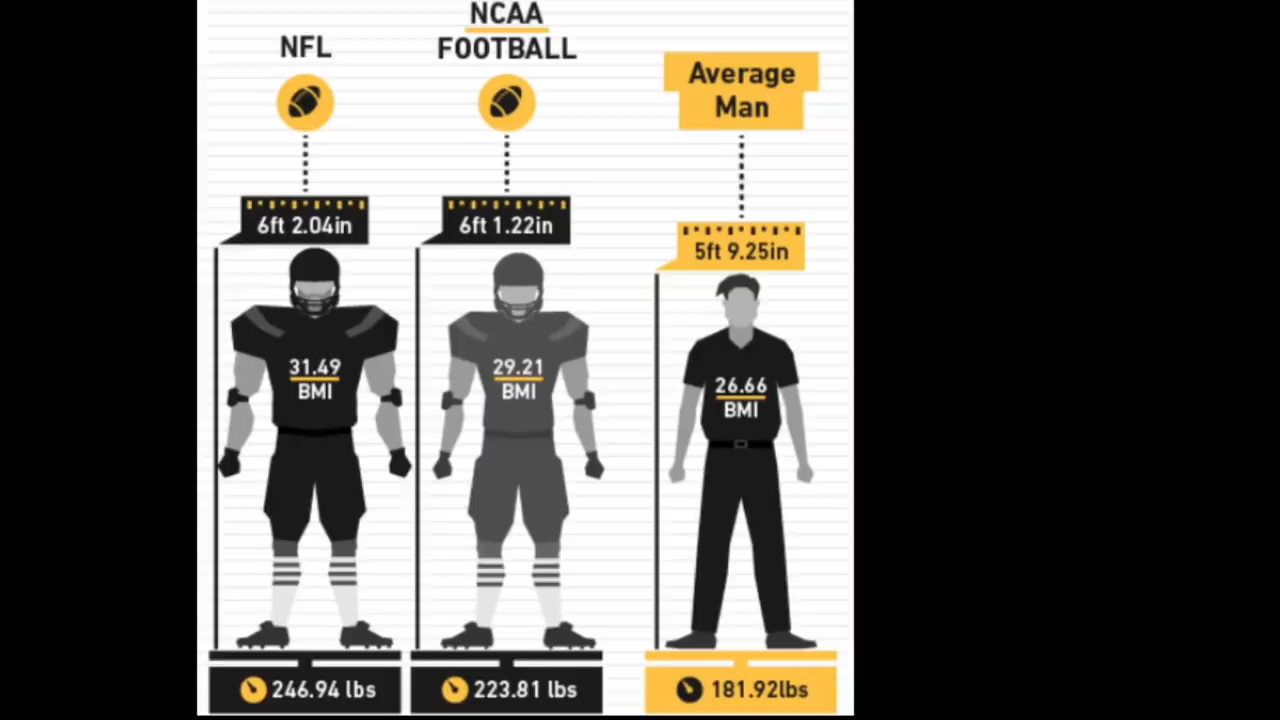 NFL
NCAA
FOOTBALL
Average
Man
6ft 2.04in
6ft 1.22in
5ft 9.25in
31.49
BMI
29.21
BMI
26.66
BMI
246.94 lbs
223.81 lbs
181.92lbs